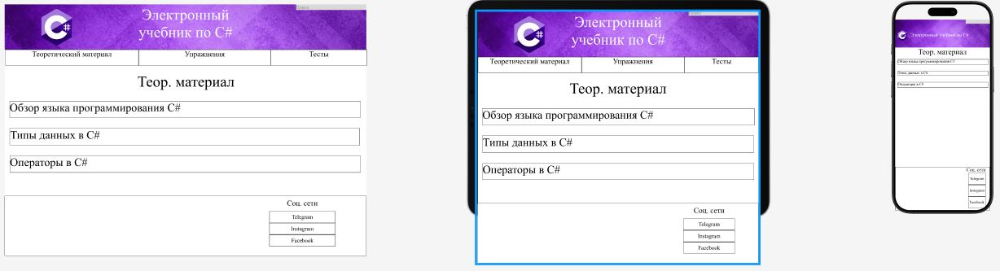 Поиск
Электронный
учебник по C#
C#
Теоретический материал
Упражнения
Тесты
Теор. материал
Обзор языка программирования C#
Типы данных в C#
Операторы в C#
Соц. сети
Telegram
Instagram
Facebook
Электронный
учебник по C#
C#
Теоретический материал
Упражнения
Тесты
Теор. материал
Обзор языка программирования C#
Типы данных в C#
Операторы в C#
Соц. сети
Telegram
Instagram
Facebook
Электронный учебник по C#
Теор. материал
Обзор языка программирования C#
Типы данных в C#
Операторы в C#
Соц. сети
Telegram
Instagram
Facebook